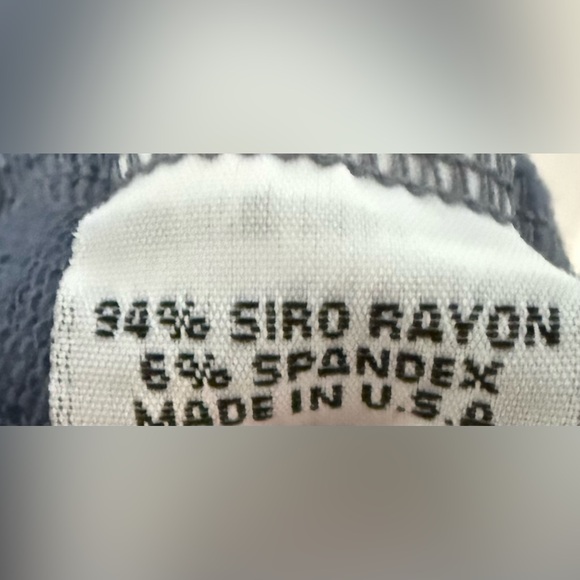 94% SIRO RAYON
6% SPANDEX
MADE IN U.S.A